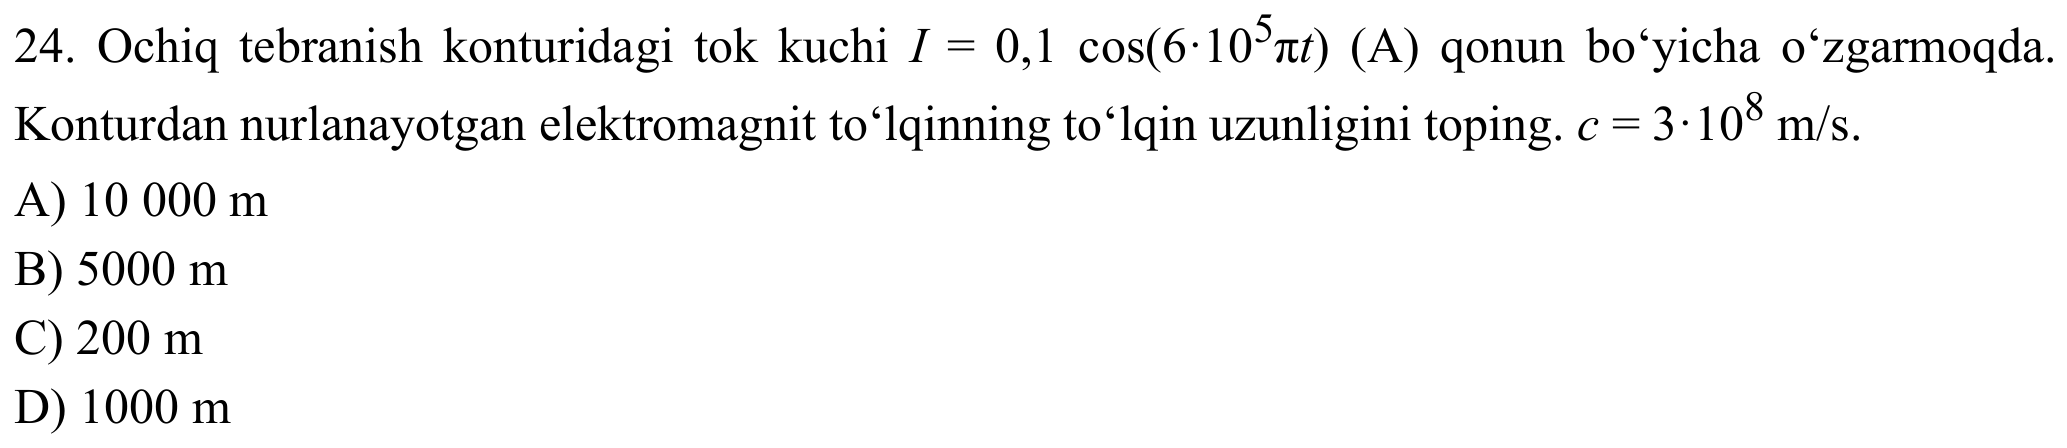 24. Ochiq tebranish konturidagi tok kuchi I = 0,1 cos(6·10⁵πt) (A) qonun bo‘yicha o‘zgarmoqda.
Konturdan nurlanayotgan elektromagnit to‘lqinning to‘lqin uzunligini toping. c = 3·10⁸ m/s.
A) 10 000 m
B) 5000 m
C) 200 m
D) 1000 m